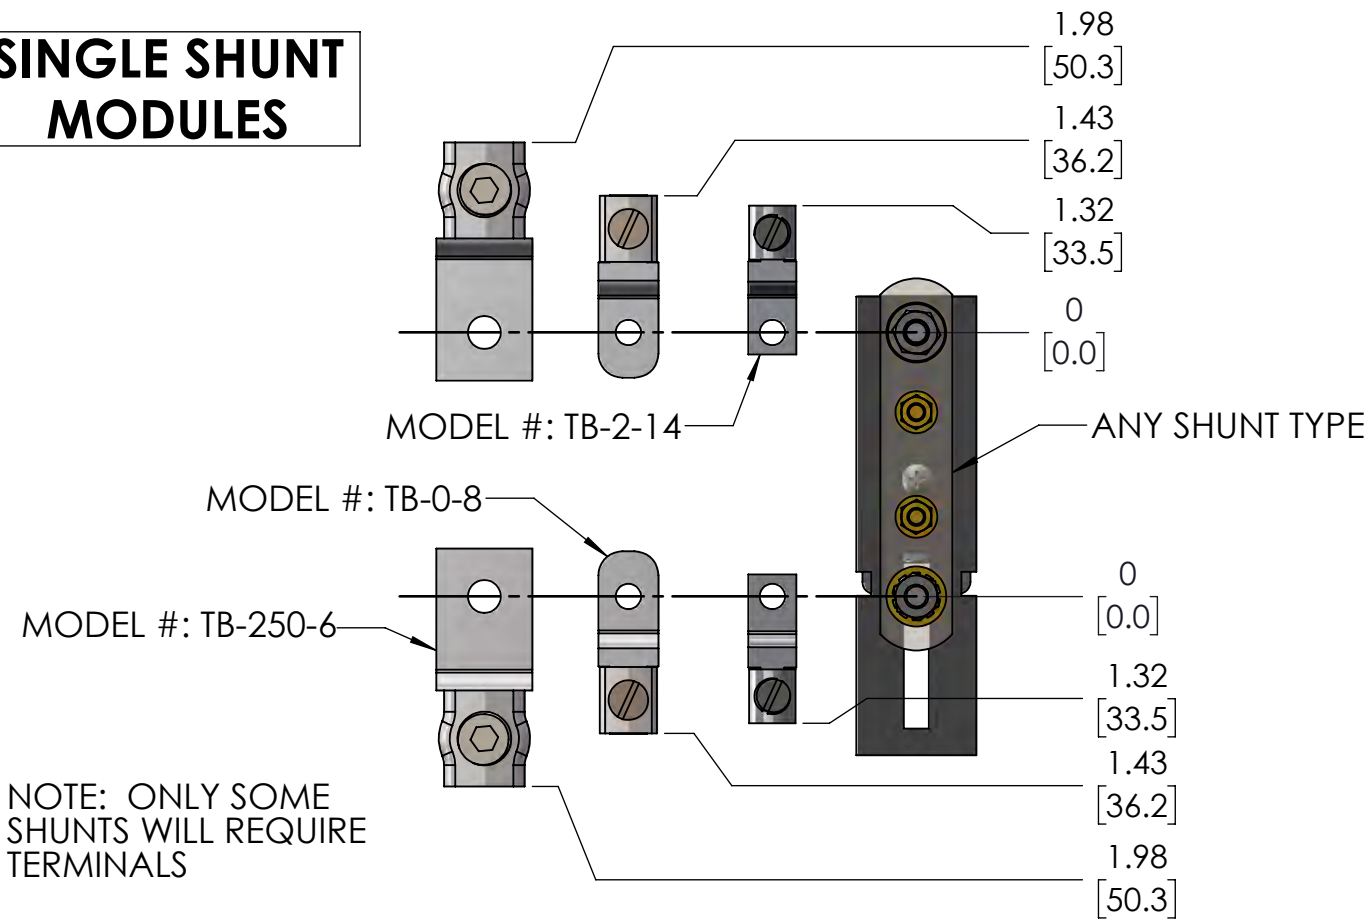 SINGLE SHUNT
MODULES
1.98
[50.3]
1.43
[36.2]
1.32
[33.5]
0
[0.0]
MODEL #: TB-2-14
ANY SHUNT TYPE
MODEL #: TB-0-8
MODEL #: TB-250-6
0
[0.0]
1.32
[33.5]
1.43
[36.2]
1.98
[50.3]
NOTE: ONLY SOME
SHUNTS WILL REQUIRE
TERMINALS